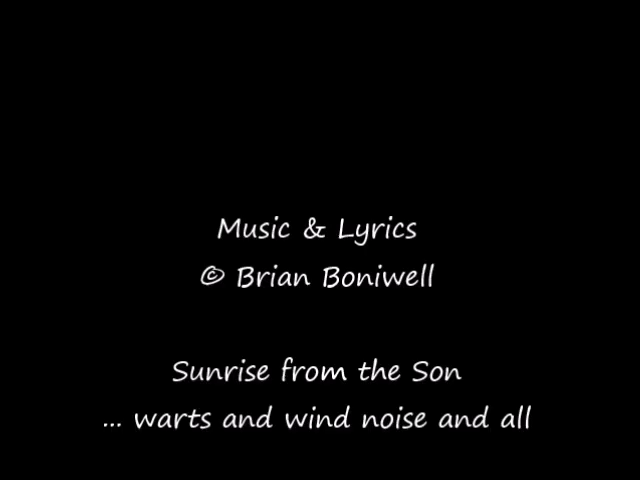 Music & Lyrics
© Brian Boniwell
Sunrise from the Son
... warts and wind noise and all